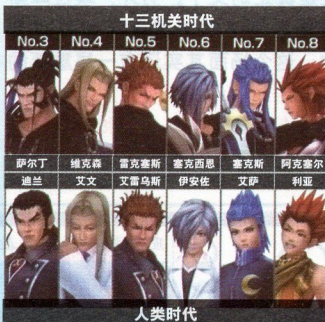 十三机关时代
No.3 No.4 No.5 No.6 No.7 No.8
萨尔丁 维克森 雷克塞斯 塞克西恩 塞克斯 阿克塞尔
迪兰 艾文 艾雷乌斯 伊安佐 艾萨 利亚
人类时代